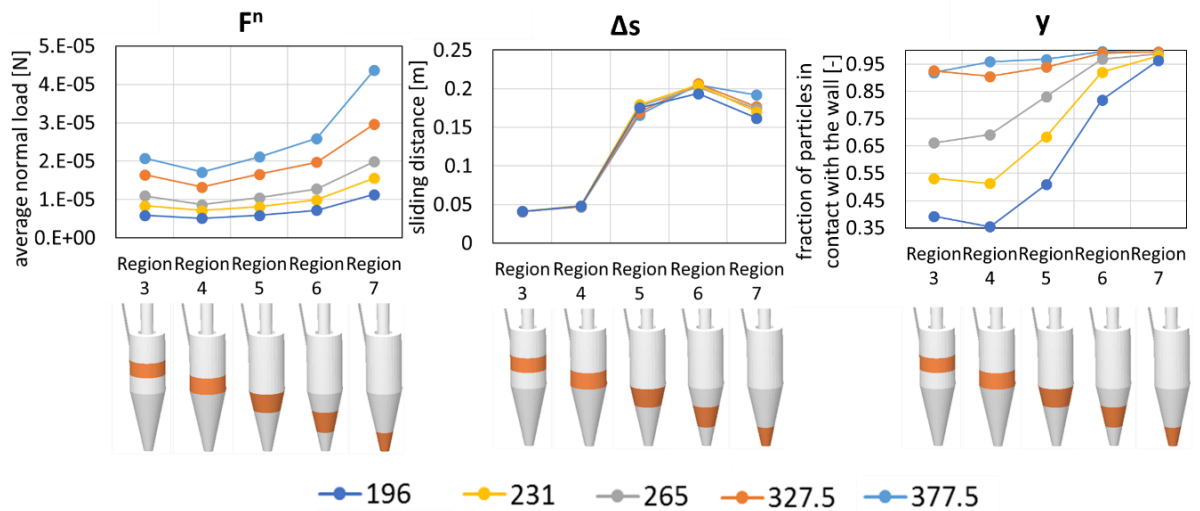 Fⁿ
average normal load [N]
5.E-05
4.E-05
3.E-05
2.E-05
1.E-05
0.E+00
Region Region Region Region Region
3 4 5 6 7
Δs
sliding distance [m]
0.25
0.2
0.15
0.1
0.05
0
Region Region Region Region Region
3 4 5 6 7
y
fraction of particles in
contact with the wall [-]
0.95
0.85
0.75
0.65
0.55
0.45
0.35
Region Region Region Region Region
3 4 5 6 7
196 231 265 327.5 377.5